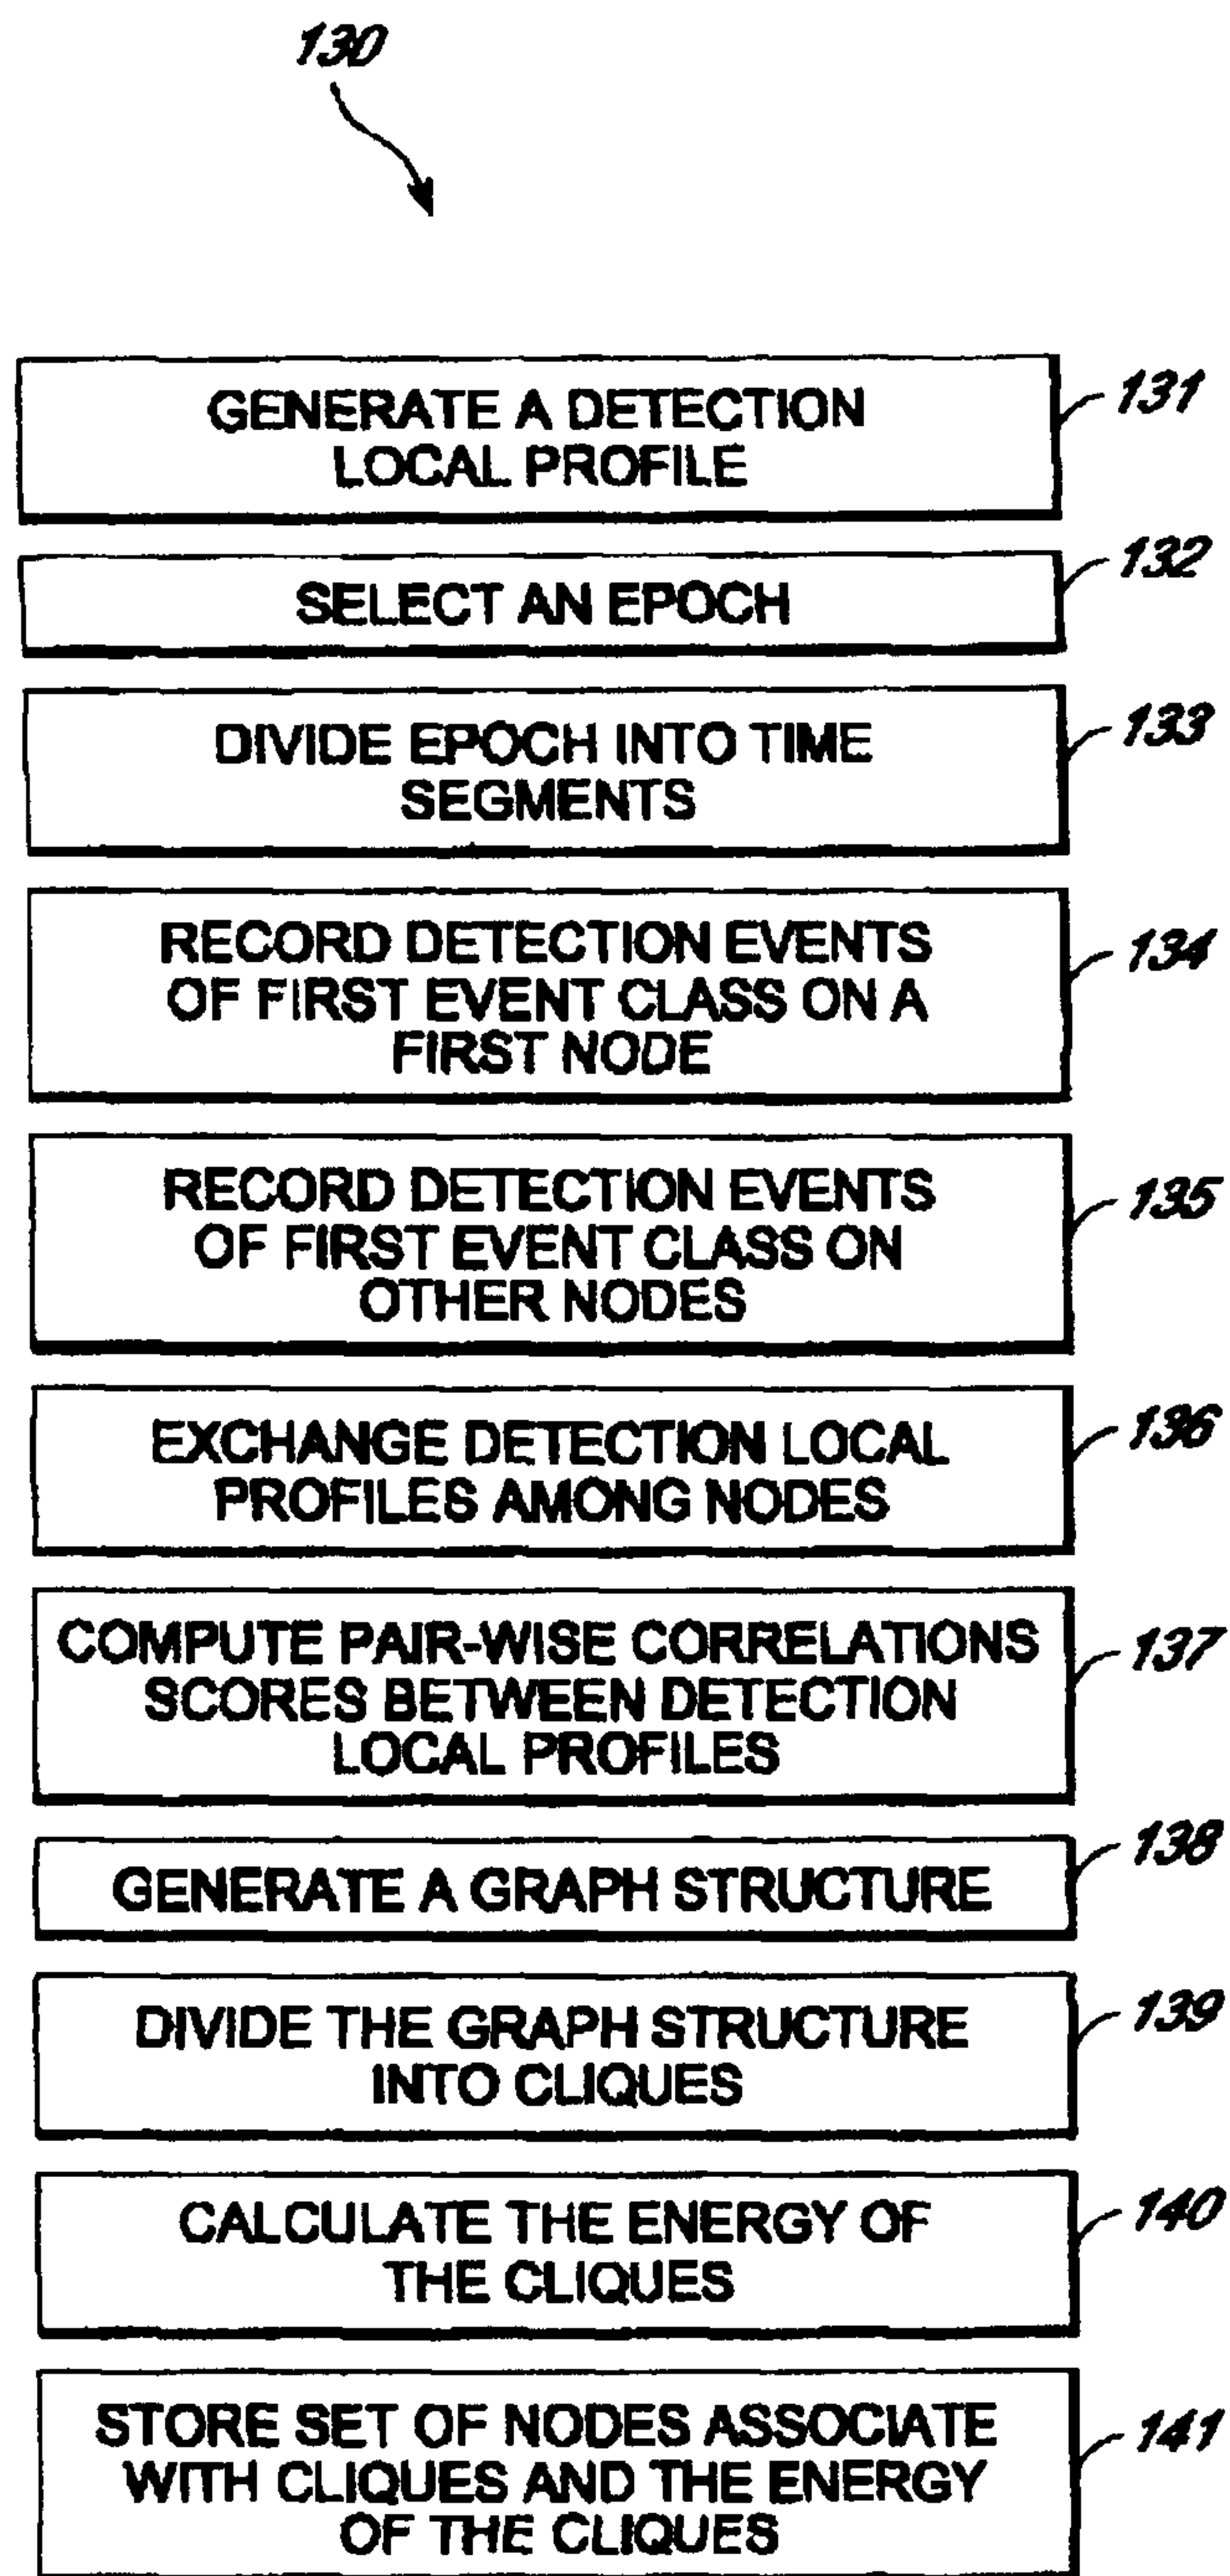 130
GENERATE A DETECTION
LOCAL PROFILE
131
SELECT AN EPOCH
132
DIVIDE EPOCH INTO TIME
SEGMENTS
133
RECORD DETECTION EVENTS
OF FIRST EVENT CLASS ON A
FIRST NODE
134
RECORD DETECTION EVENTS
OF FIRST EVENT CLASS ON
OTHER NODES
135
EXCHANGE DETECTION LOCAL
PROFILES AMONG NODES
136
COMPUTE PAIR-WISE CORRELATIONS
SCORES BETWEEN DETECTION
LOCAL PROFILES
137
GENERATE A GRAPH STRUCTURE
138
DIVIDE THE GRAPH STRUCTURE
INTO CLIQUES
139
CALCULATE THE ENERGY OF
THE CLIQUES
140
STORE SET OF NODES ASSOCIATE
WITH CLIQUES AND THE ENERGY
OF THE CLIQUES
141